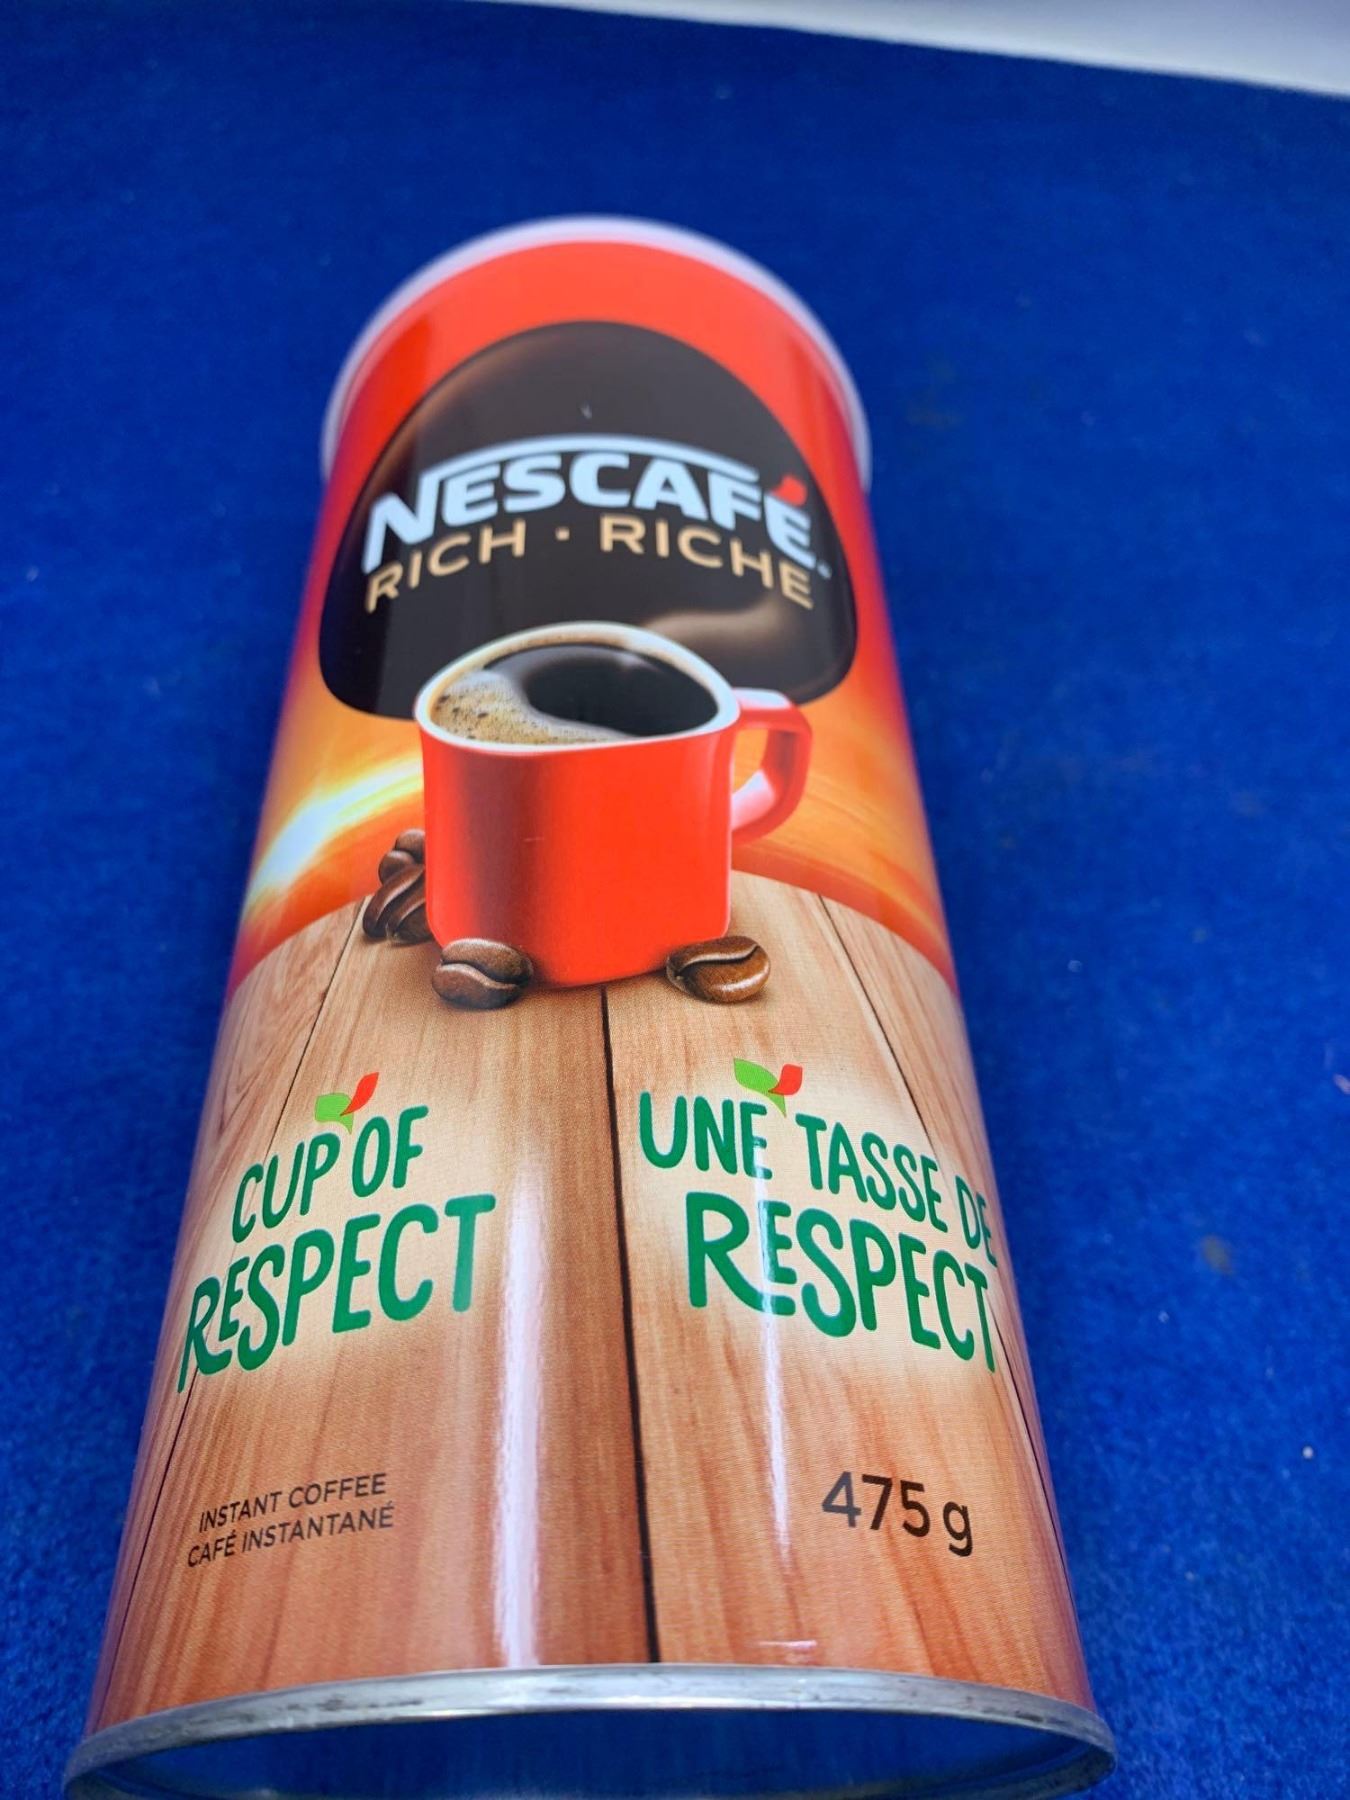 NESCAFÉ
RICH · RICHE
CUP OF
RESPECT
UNE TASSE DE
RESPECT
INSTANT COFFEE
CAFÉ INSTANTANÉ
475 g